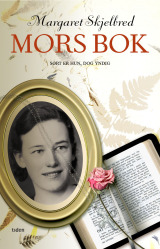 Margaret Skjelbred
MORS BOK
SORT ER HUN, DOG YNDIG
tiden